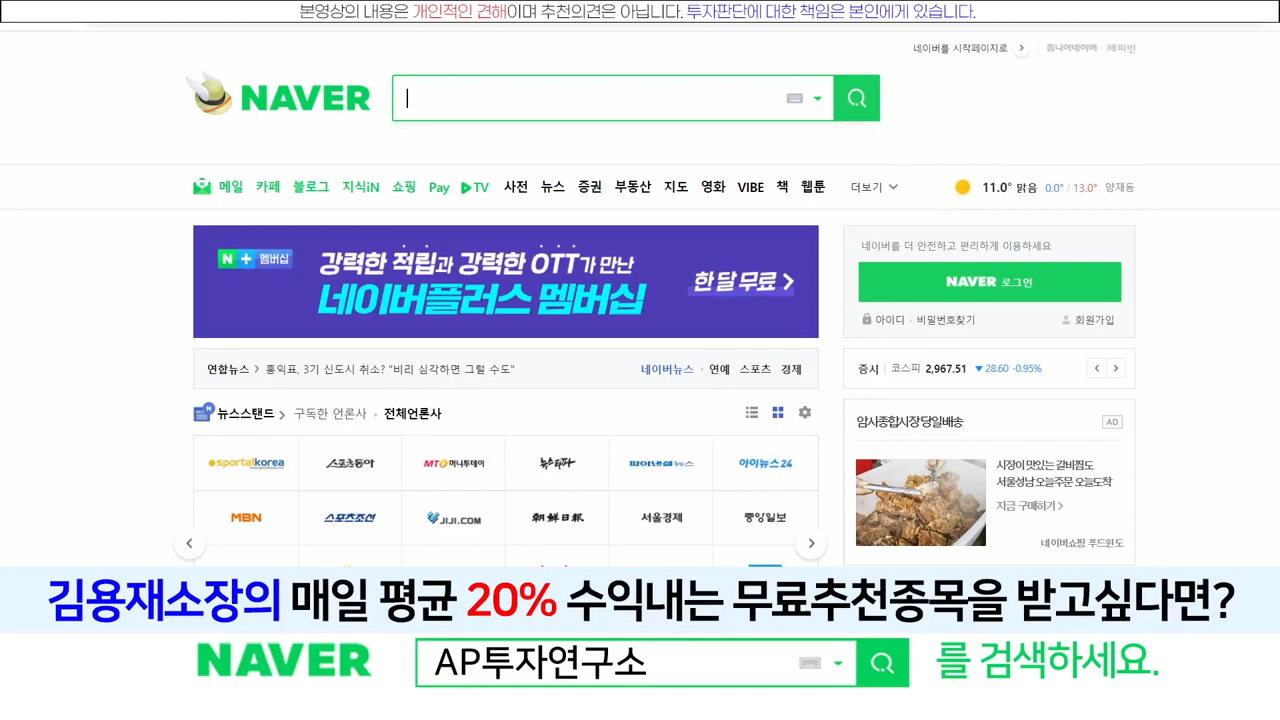 본영상의 내용은 개인적인 견해이며 추천의견은 아닙니다. 투자판단에 대한 책임은 본인에게 있습니다.
네이버를 시작페이지로 쥬니어네이버 해피빈
NAVER
메일 카페 블로그 지식iN 쇼핑 Pay TV 사전 뉴스 증권 부동산 지도 영화 VIBE 책 웹툰 더보기 11.0° 맑음 0.0° / 13.0° 양재동
N + 멤버십
강력한 적립과 강력한 OTT가 만난
네이버플러스 멤버십
한 달 무료
네이버를 더 안전하고 편리하게 이용하세요
NAVER 로그인
아이디 · 비밀번호찾기 회원가입
연합뉴스 홍익표, 3기 신도시 취소? "비리 심각하면 그럴 수도" 네이버뉴스 · 연예 스포츠 경제
증시 코스피 2,967.51 ▼ 28.60 -0.95%
뉴스스탠드 구독한 언론사 · 전체언론사
암사종합시장 당일배송 AD
sportalkorea 스포츠동아 MTO머니투데이 뉴스타파 파이낸셜뉴스 아이뉴스24
시장이 맛있는 갈비찜도
서울성남 오늘주문 오늘도착
지금 구매하기
네이버쇼핑 푸드윈도
MBN 스포츠조선 JIJI.COM 朝鮮日報 서울경제 중앙일보
김용재소장의 매일 평균 20% 수익내는 무료추천종목을 받고싶다면?
NAVER AP투자연구소 를 검색하세요.